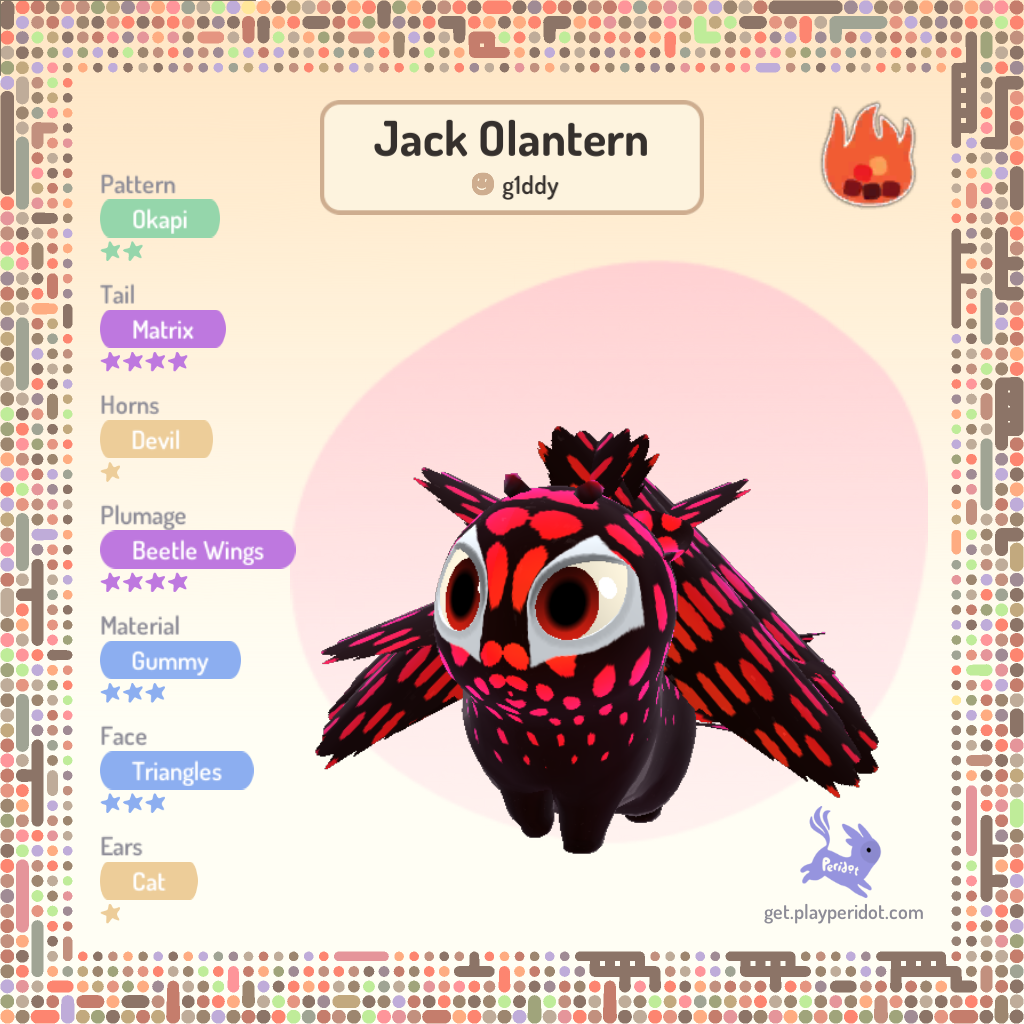 Jack Olantern
g1ddy
Pattern
Okapi
Tail
Matrix
Horns
Devil
Plumage
Beetle Wings
Material
Gummy
Face
Triangles
Ears
Cat
Peridot
get.playperidot.com